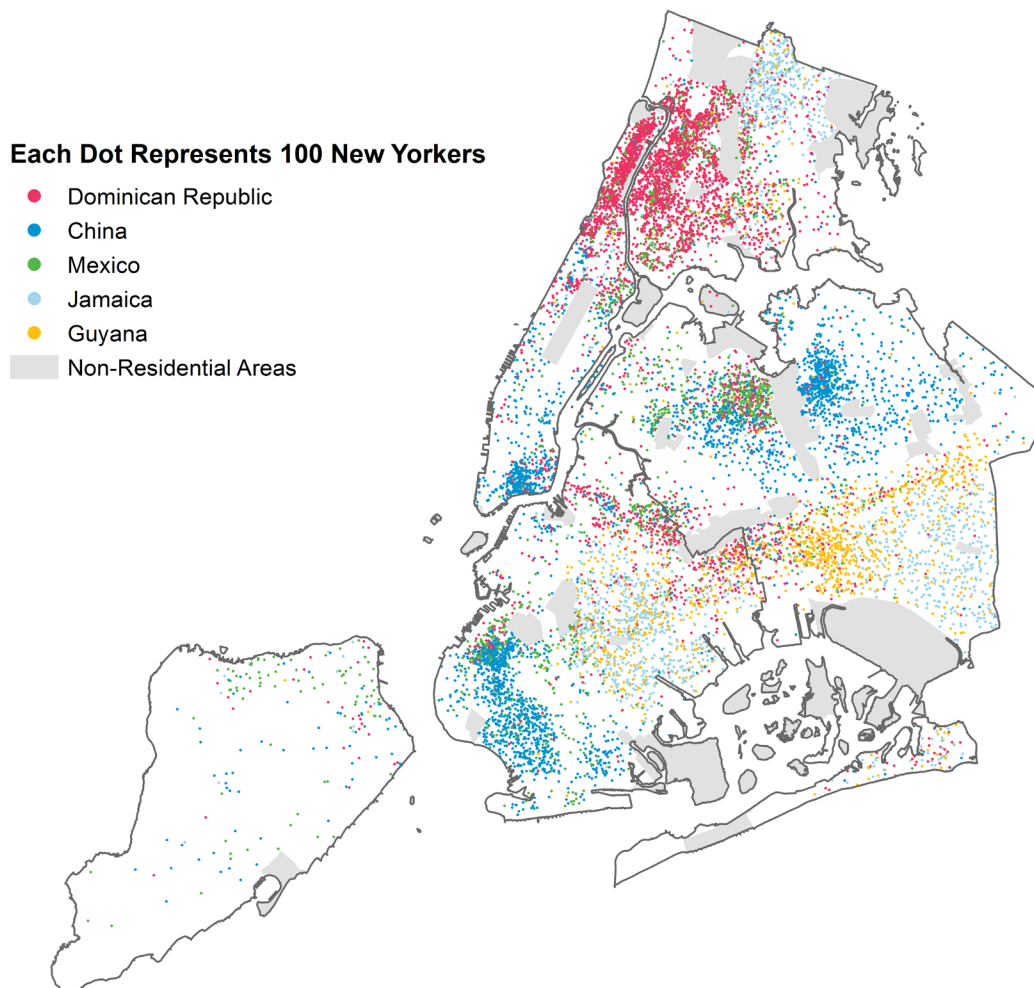 Each Dot Represents 100 New Yorkers
Dominican Republic
China
Mexico
Jamaica
Guyana
Non-Residential Areas